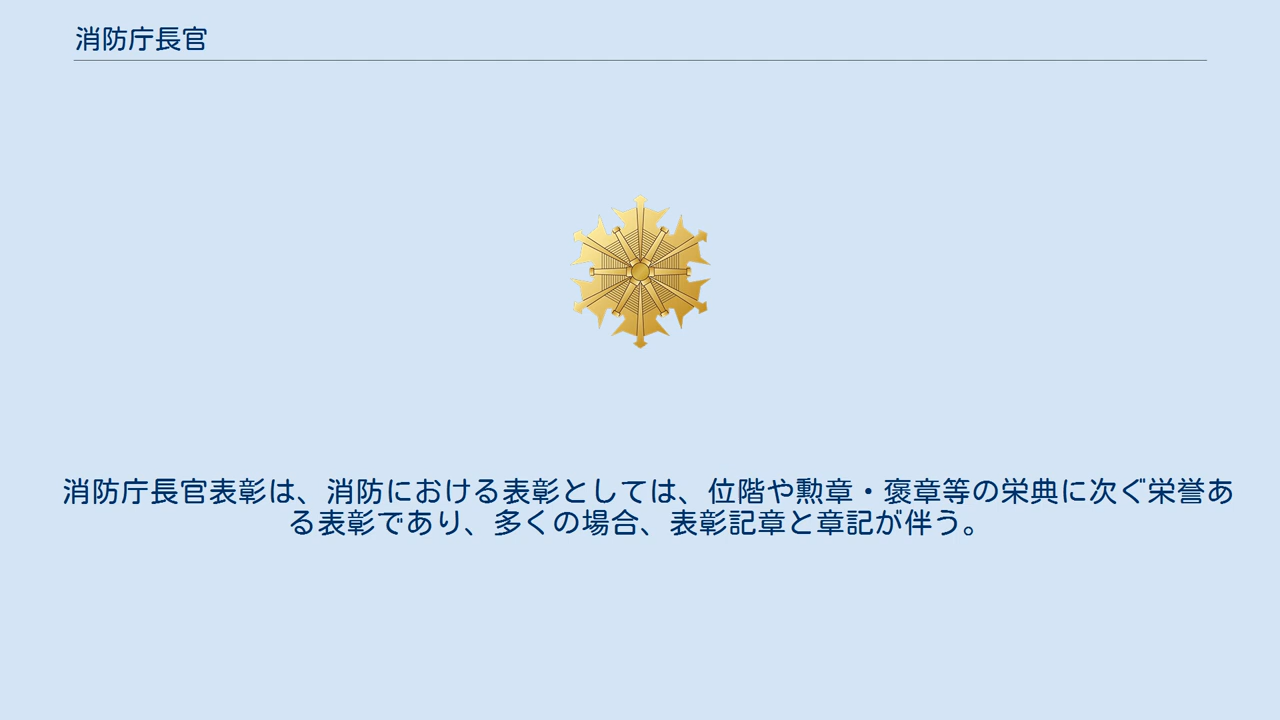 消防庁長官
消防庁長官表彰は、消防における表彰としては、位階や勲章・褒章等の栄典に次ぐ栄誉あ
る表彰であり、多くの場合、表彰記章と章記が伴う。